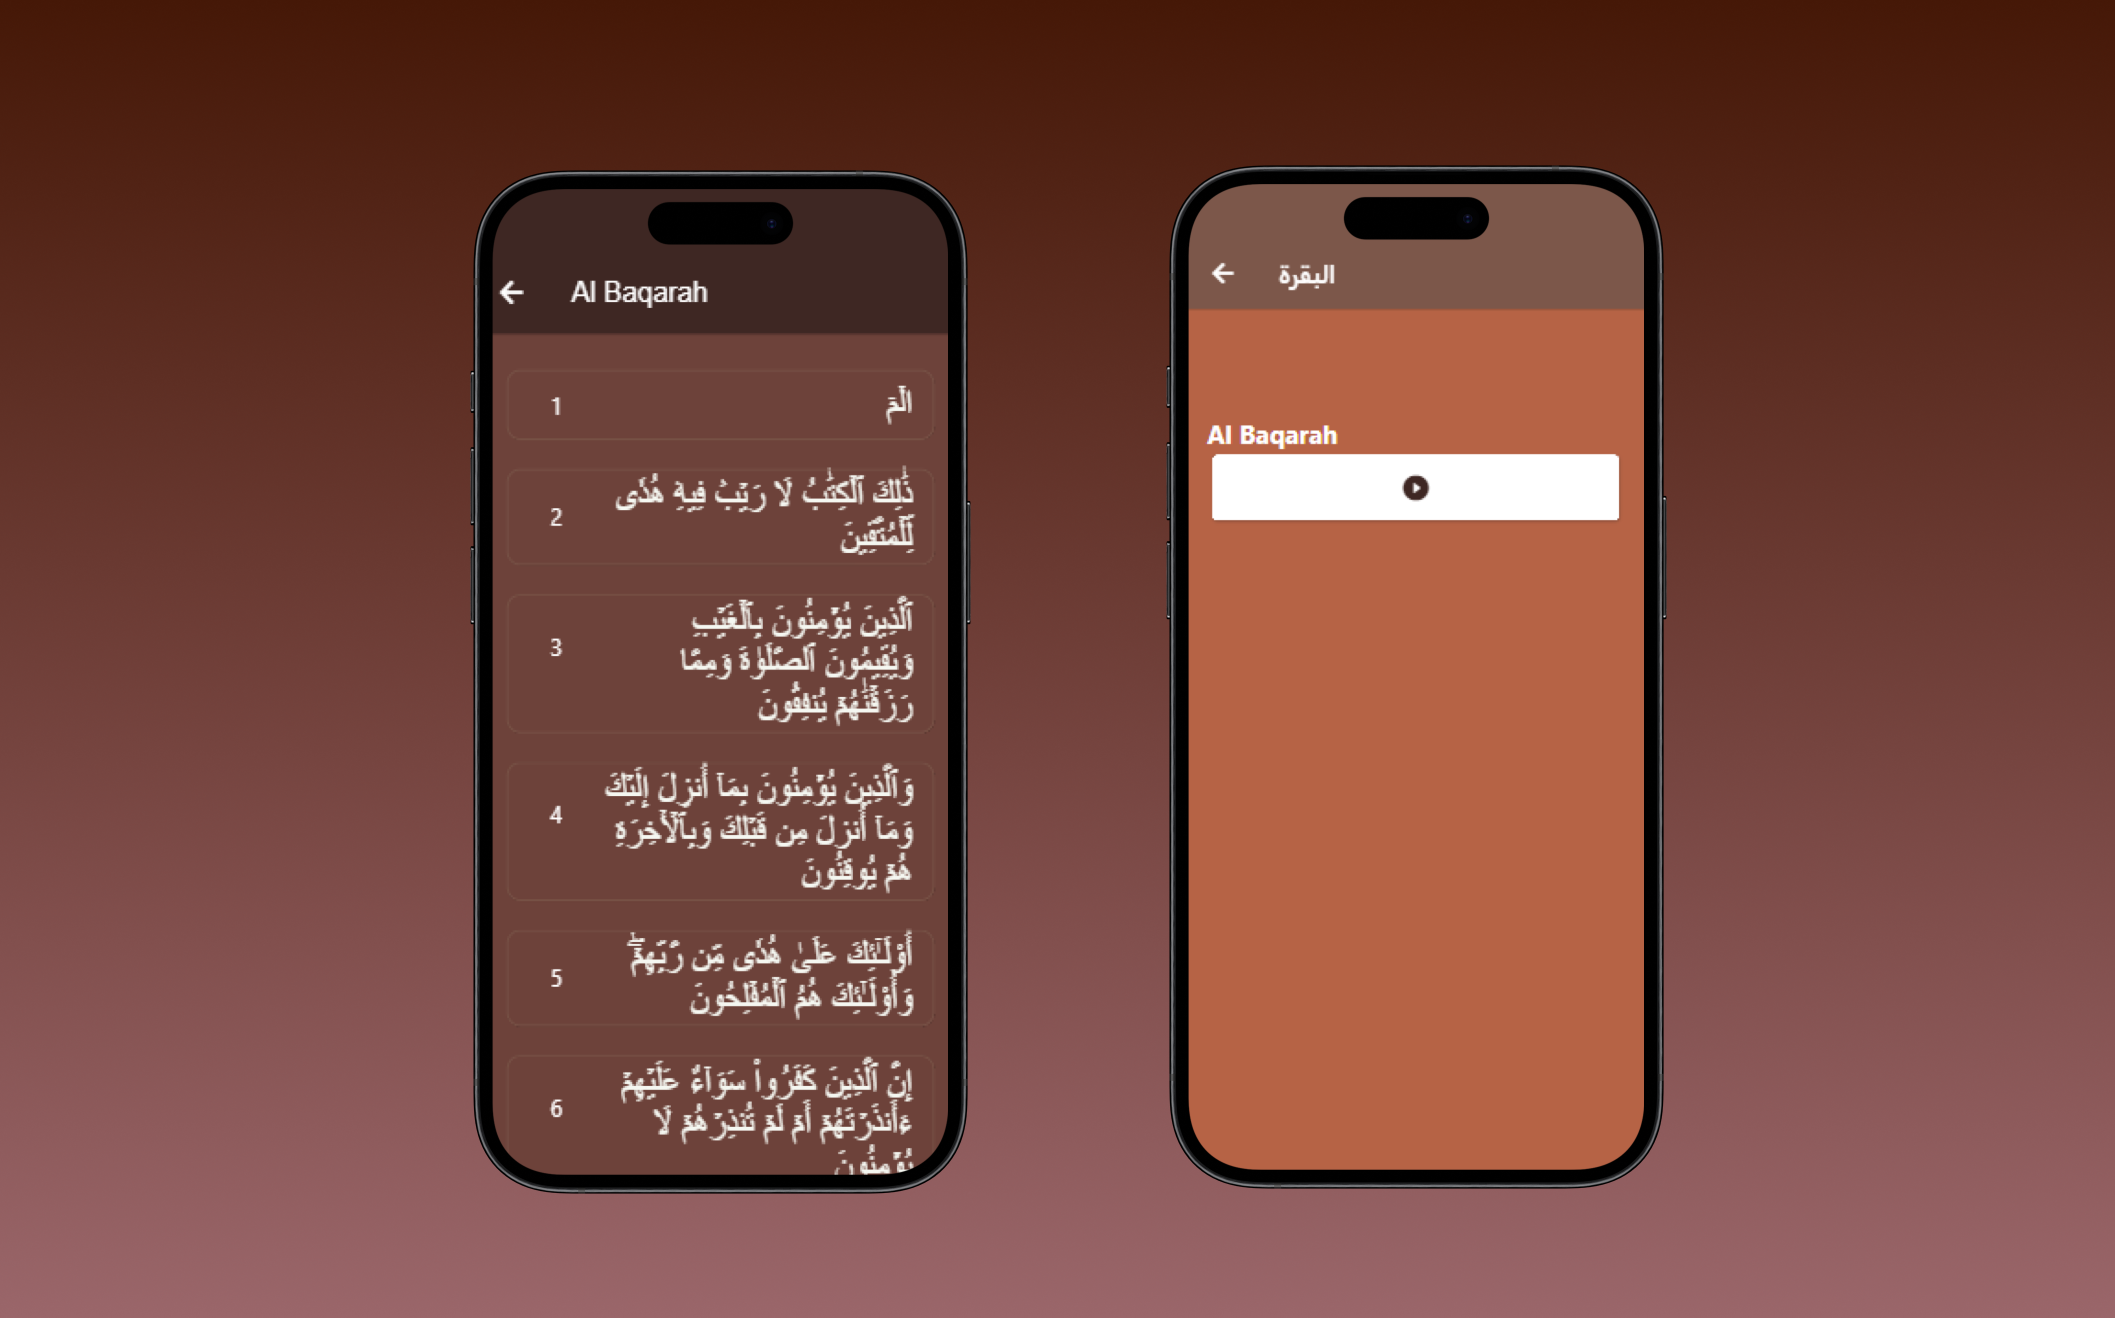 Al Baqarah
1
الٓمٓ
2
ذَٰلِكَ ٱلْكِتَٰبُ لَا رَيْبَ ۛ فِيهِ ۛ هُدًى
لِّلْمُتَّقِينَ
3
ٱلَّذِينَ يُؤْمِنُونَ بِٱلْغَيْبِ
وَيُقِيمُونَ ٱلصَّلَوٰةَ وَمِمَّا
رَزَقْنَٰهُمْ يُنفِقُونَ
4
وَٱلَّذِينَ يُؤْمِنُونَ بِمَآ أُنزِلَ إِلَيْكَ
وَمَآ أُنزِلَ مِن قَبْلِكَ وَبِٱلْأَخِرَةِ
هُمْ يُوقِنُونَ
5
أُو۟لَٰٓئِكَ عَلَىٰ هُدًى مِّن رَّبِّهِمْ ۖ
وَأُو۟لَٰٓئِكَ هُمُ ٱلْمُفْلِحُونَ
6
إِنَّ ٱلَّذِينَ كَفَرُوا۟ سَوَآءٌ عَلَيْهِمْ
ءَأَنذَرْتَهُمْ أَمْ لَمْ تُنذِرْهُمْ لَا
يُؤْمِنُونَ
البقرة
Al Baqarah